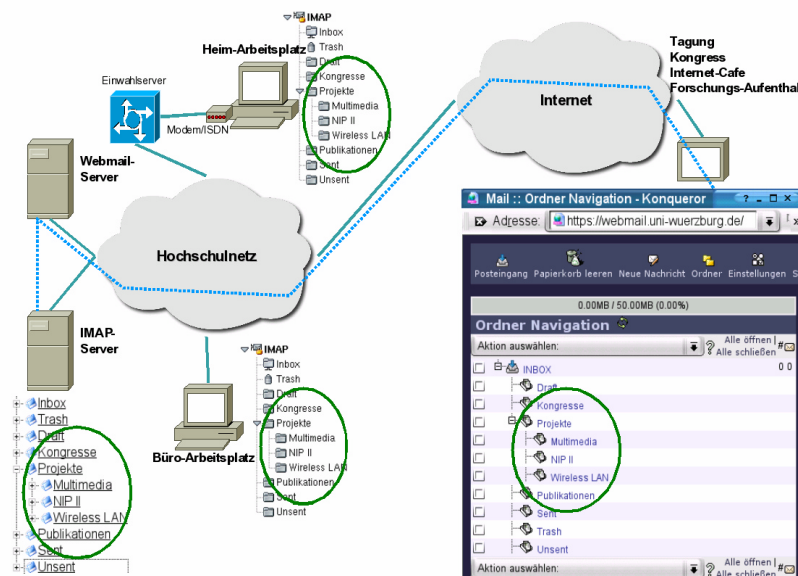 IMAP
Inbox
Trash
Draft
Kongresse
Projekte
Multimedia
NIP II
Wireless LAN
Publikationen
Sent
Unsent
Heim-Arbeitsplatz
Einwahlserver
Modem/ISDN
Webmail-
Server
Hochschulnetz
Internet
Tagung
Kongress
Internet-Cafe
Forschungs-Aufenthal
IMAP-
Server
Inbox
Trash
Draft
Kongresse
Projekte
Multimedia
NIP II
Wireless LAN
Publikationen
Sent
Unsent
Büro-Arbeitsplatz
IMAP
Inbox
Trash
Draft
Kongresse
Projekte
Multimedia
NIP II
Wireless LAN
Publikationen
Sent
Unsent
Mail :: Ordner Navigation - Konqueror
Adresse: https://webmail.uni-wuerzburg.de/
Posteingang Papierkorb leeren Neue Nachricht Ordner Einstellungen S
0.00MB / 50.00MB (0.00%)
Ordner Navigation
Aktion auswählen: Alle öffnen | #
Alle schließen
INBOX 0 0
Draft
Kongresse
Projekte
Multimedia
NIP II
Wireless LAN
Publikationen
Sent
Trash
Unsent
Aktion auswählen: Alle öffnen | #
Alle schließen